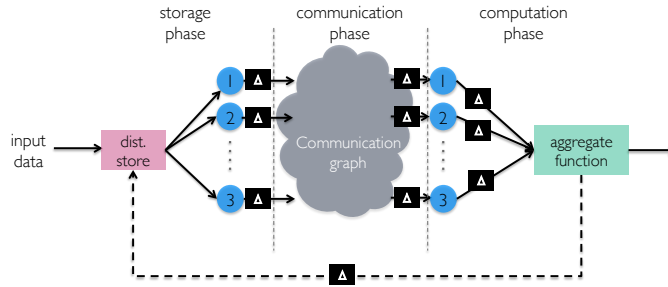 storage
phase
communication
phase
computation
phase
1 Δ Δ 1
Δ
2 Δ Δ 2
Δ
input
data
dist.
store
Communication
graph
aggregate
function
Δ
3 Δ Δ 3
Δ